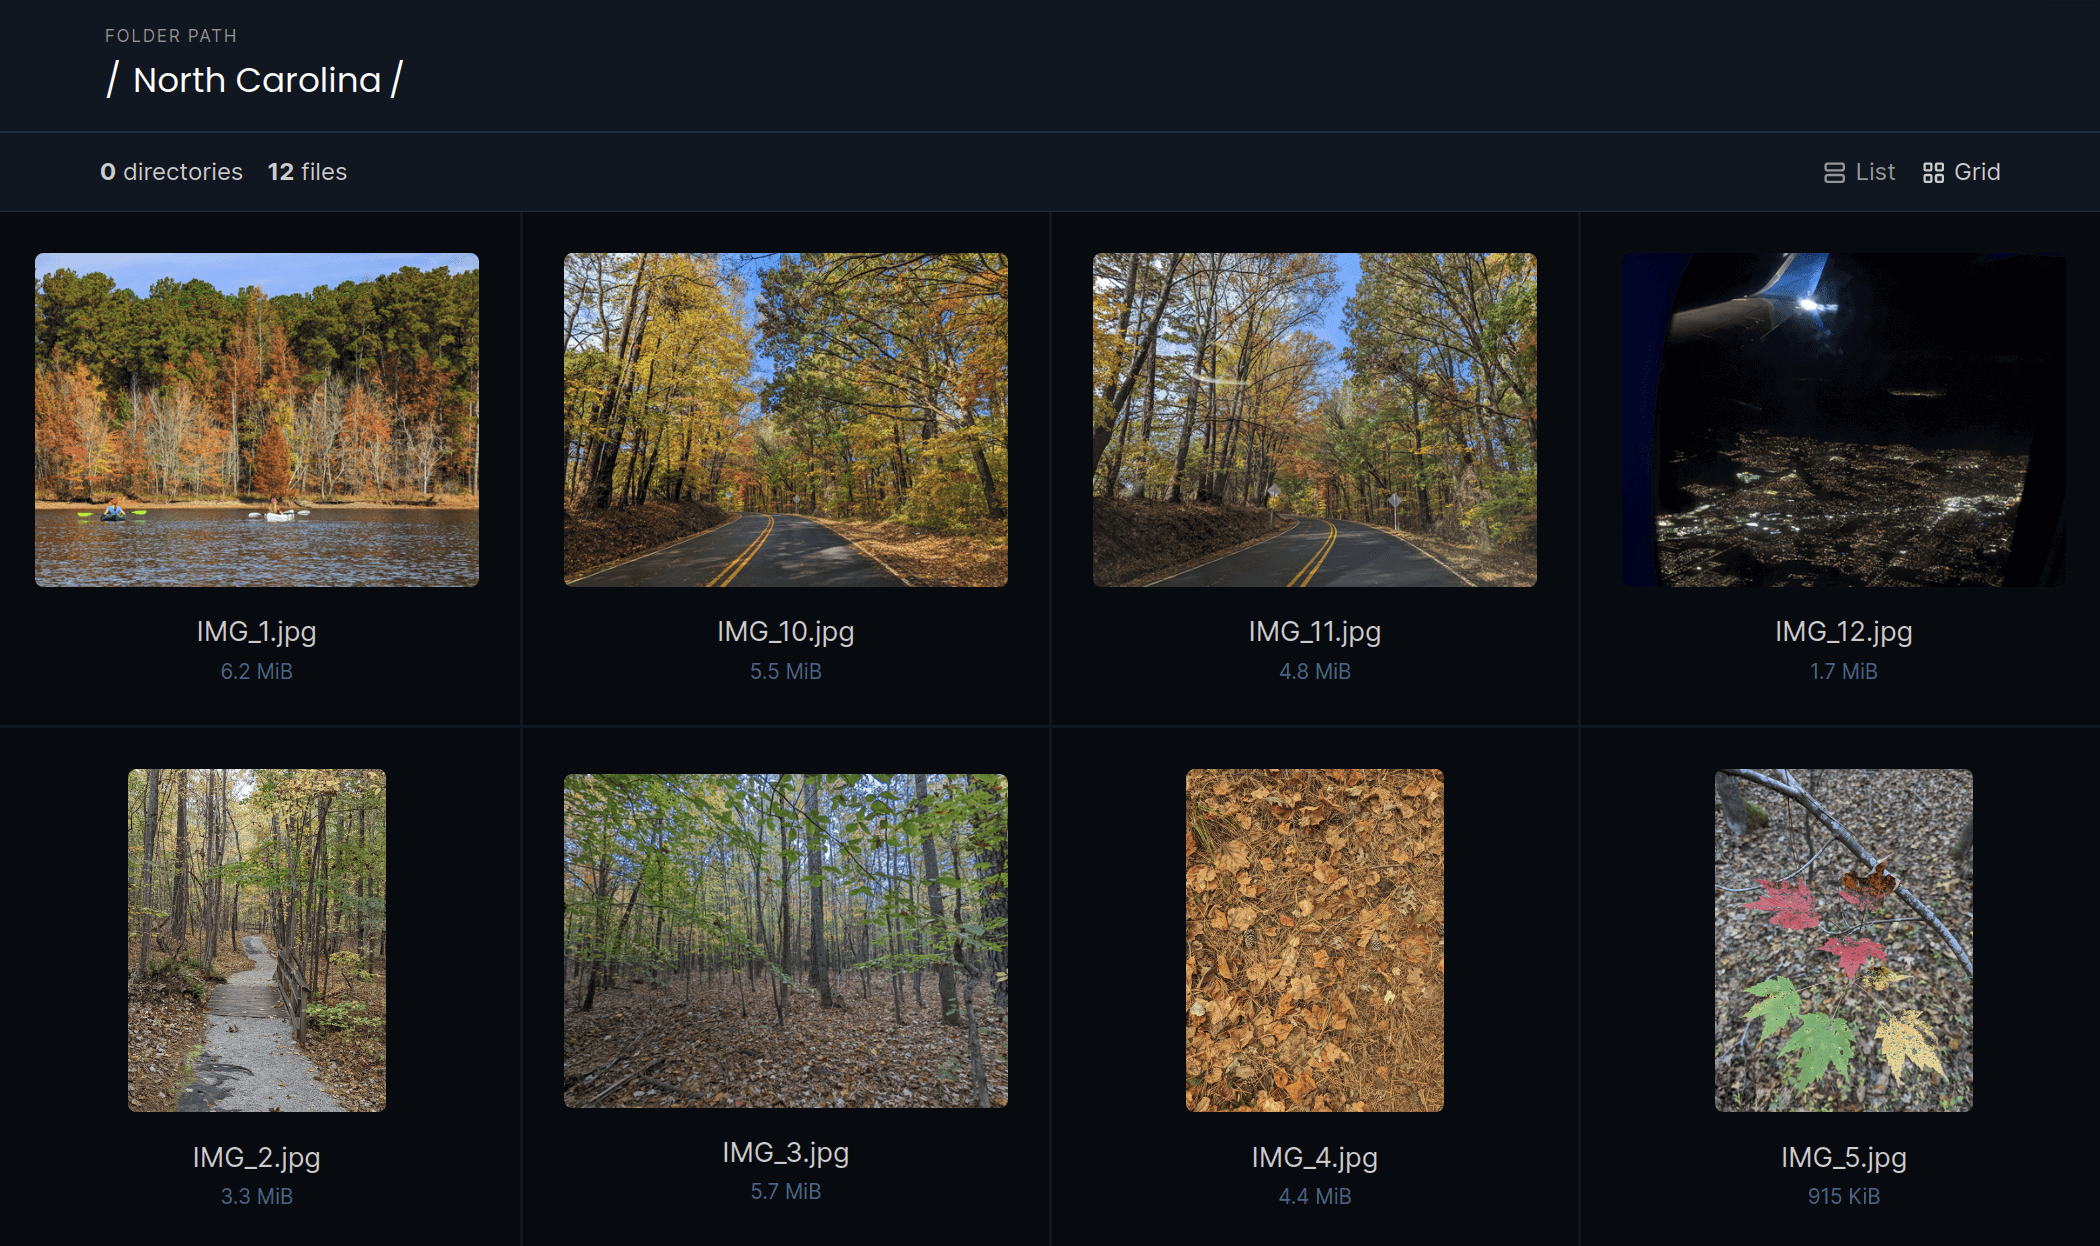 FOLDER PATH
/ North Carolina /
0 directories 12 files
List Grid
IMG_1.jpg
6.2 MiB
IMG_10.jpg
5.5 MiB
IMG_11.jpg
4.8 MiB
IMG_12.jpg
1.7 MiB
IMG_2.jpg
3.3 MiB
IMG_3.jpg
5.7 MiB
IMG_4.jpg
4.4 MiB
IMG_5.jpg
915 KiB